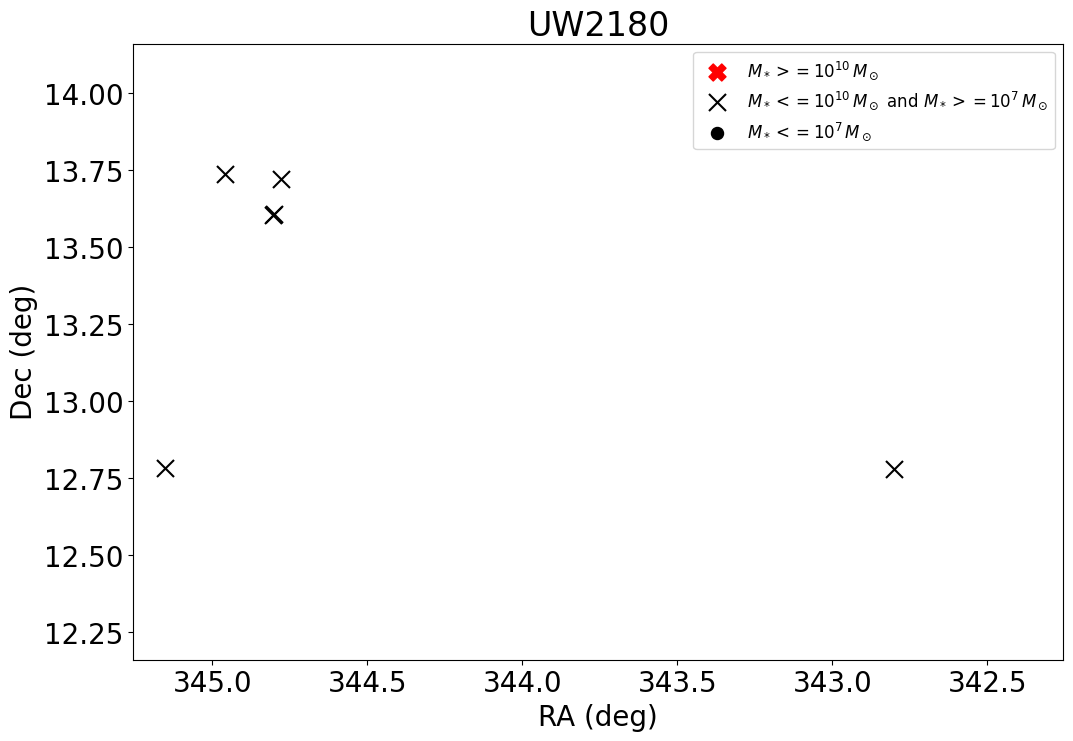 UW2180
M* >= 10^10 M⊙
M* <= 10^10 M⊙ and M* >= 10^7 M⊙
M* <= 10^7 M⊙
14.00
13.75
13.50
13.25
13.00
12.75
12.50
12.25
Dec (deg)
345.0 344.5 344.0 343.5 343.0 342.5
RA (deg)